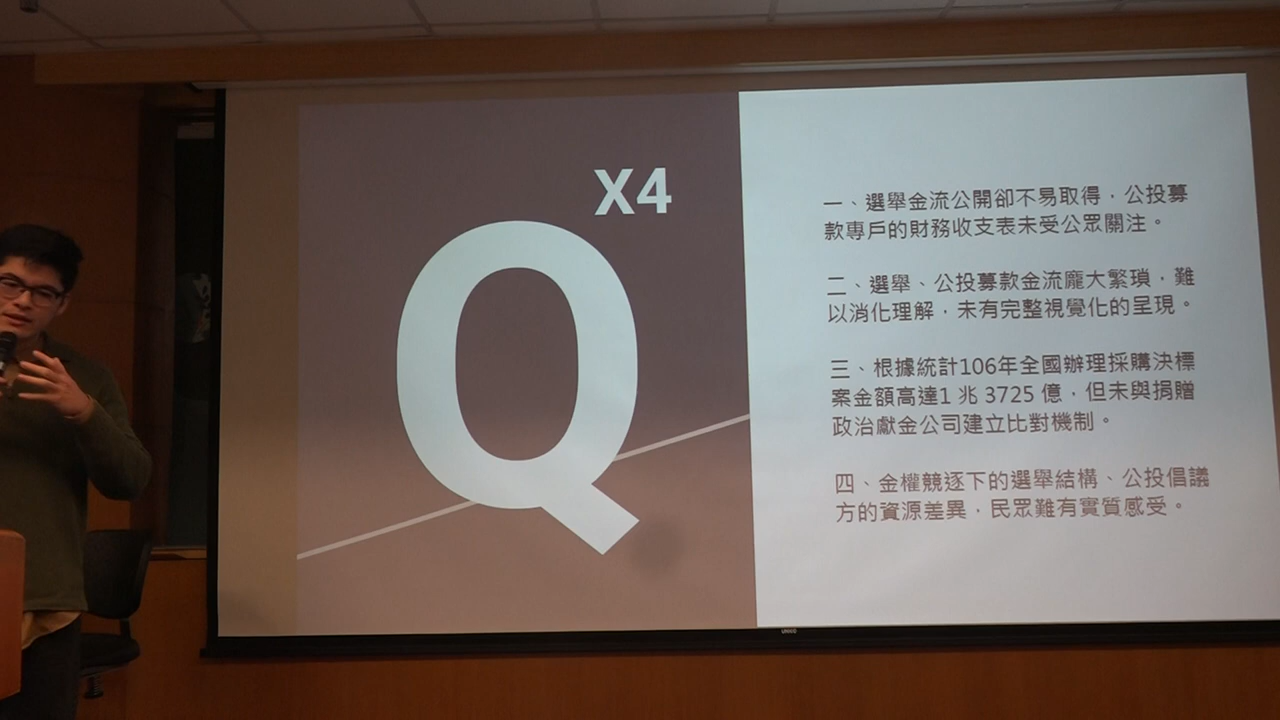 X4
Q
一、選舉金流公開卻不易取得，公投募
款專戶的財務收支表未受公眾關注。
二、選舉、公投募款金流龐大繁瑣，難
以消化理解，未有完整視覺化的呈現。
三、根據統計106年全國辦理採購決標
案金額高達1 兆 3725 億，但未與捐贈
政治獻金公司建立比對機制。
四、金權競逐下的選舉結構、公投倡議
方的資源差異，民眾難有實質感受。